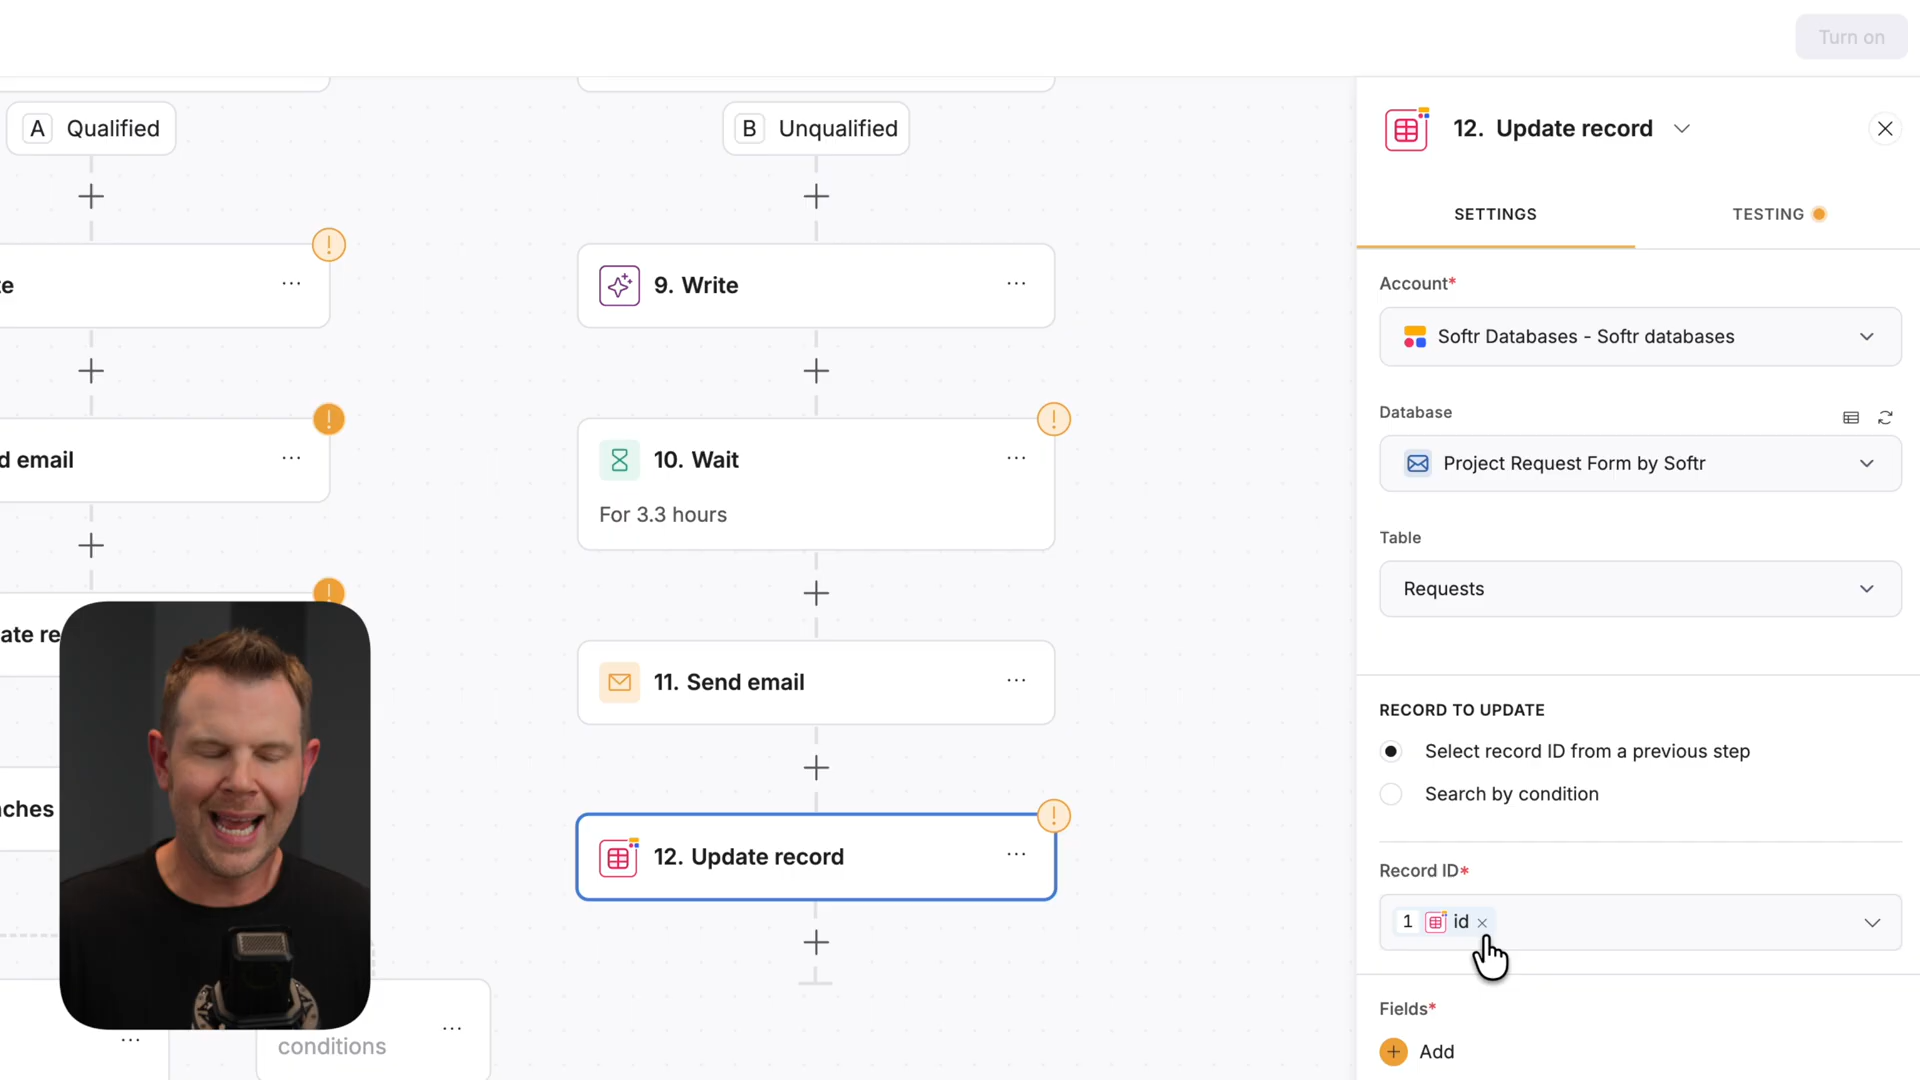 Turn on
A Qualified
B Unqualified
e
9. Write
d email
10. Wait
For 3.3 hours
ate re
11. Send email
ches
12. Update record
conditions
12. Update record
SETTINGS
TESTING
Account*
Softr Databases - Softr databases
Database
Project Request Form by Softr
Table
Requests
RECORD TO UPDATE
Select record ID from a previous step
Search by condition
Record ID*
1 id
Fields*
Add